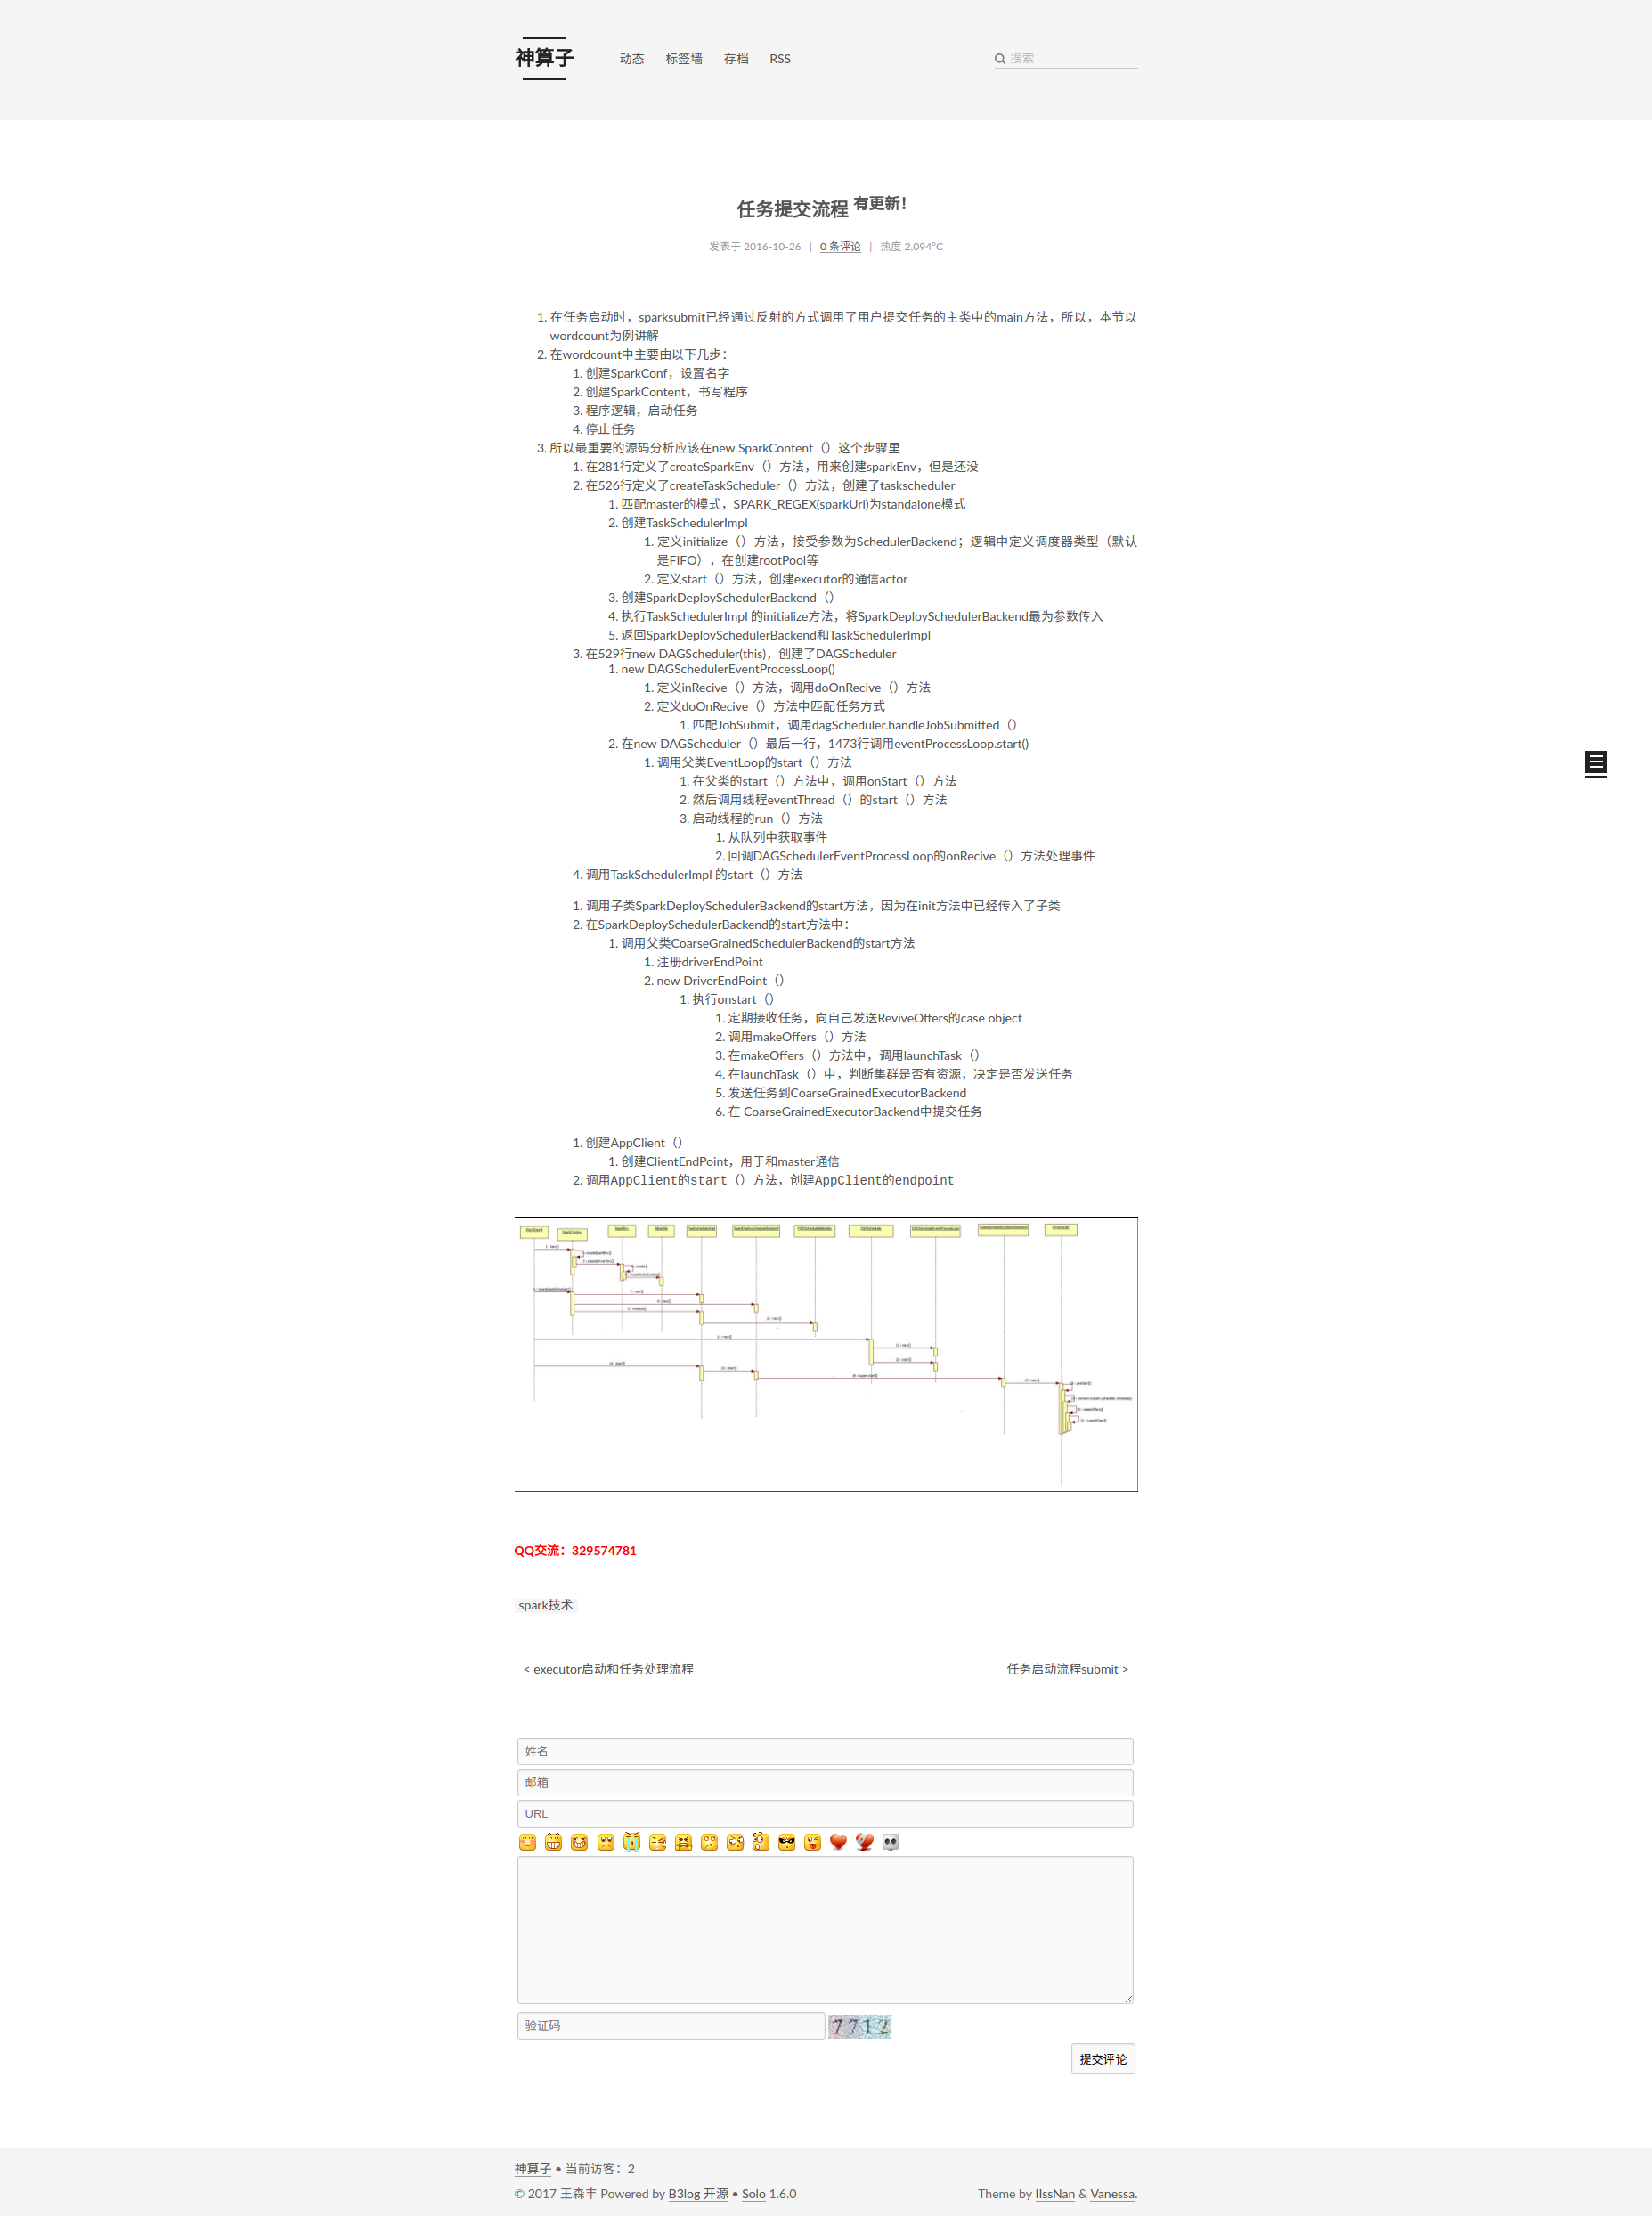 神算子
动态 标签墙 存档 RSS
搜索
任务提交流程 有更新！
发表于 2016-10-26 | 0 条评论 | 热度 2,094°C
1. 在任务启动时，sparksubmit已经通过反射的方式调用了用户提交任务的主类中的main方法，所以，本节以
wordcount为例讲解
2. 在wordcount中主要由以下几步：
1. 创建SparkConf，设置名字
2. 创建SparkContent，书写程序
3. 程序逻辑，启动任务
4. 停止任务
3. 所以最重要的源码分析应该在new SparkContent（）这个步骤里
1. 在281行定义了createSparkEnv（）方法，用来创建sparkEnv，但是还没
2. 在526行定义了createTaskScheduler（）方法，创建了taskscheduler
1. 匹配master的模式，SPARK_REGEX(sparkUrl)为standalone模式
2. 创建TaskSchedulerImpl
1. 定义initialize（）方法，接受参数为SchedulerBackend；逻辑中定义调度器类型（默认
是FIFO），在创建rootPool等
2. 定义start（）方法，创建executor的通信actor
3. 创建SparkDeploySchedulerBackend（）
4. 执行TaskSchedulerImpl 的initialize方法，将SparkDeploySchedulerBackend最为参数传入
5. 返回SparkDeploySchedulerBackend和TaskSchedulerImpl
3. 在529行new DAGScheduler(this)，创建了DAGScheduler
1. new DAGSchedulerEventProcessLoop()
1. 定义inRecive（）方法，调用doOnRecive（）方法
2. 定义doOnRecive（）方法中匹配任务方式
1. 匹配JobSubmit，调用dagScheduler.handleJobSubmitted（）
2. 在new DAGScheduler（）最后一行，1473行调用eventProcessLoop.start()
1. 调用父类EventLoop的start（）方法
1. 在父类的start（）方法中，调用onStart（）方法
2. 然后调用线程eventThread（）的start（）方法
3. 启动线程的run（）方法
1. 从队列中获取事件
2. 回调DAGSchedulerEventProcessLoop的onRecive（）方法处理事件
4. 调用TaskSchedulerImpl 的start（）方法
1. 调用子类SparkDeploySchedulerBackend的start方法，因为在init方法中已经传入了子类
2. 在SparkDeploySchedulerBackend的start方法中：
1. 调用父类CoarseGrainedSchedulerBackend的start方法
1. 注册driverEndPoint
2. new DriverEndPoint（）
1. 执行onstart（）
1. 定期接收任务，向自己发送ReviveOffers的case object
2. 调用makeOffers（）方法
3. 在makeOffers（）方法中，调用launchTask（）
4. 在launchTask（）中，判断集群是否有资源，决定是否发送任务
5. 发送任务到CoarseGrainedExecutorBackend
6. 在 CoarseGrainedExecutorBackend中提交任务
1. 创建AppClient（）
1. 创建ClientEndPoint，用于和master通信
2. 调用AppClient的start（）方法，创建AppClient的endpoint
QQ交流：329574781
spark技术
< executor启动和任务处理流程 任务启动流程submit >
姓名
邮箱
URL
验证码 7712
提交评论
神算子 • 当前访客：2
© 2017 王森丰 Powered by B3log 开源 • Solo 1.6.0 Theme by IIssNan & Vanessa.